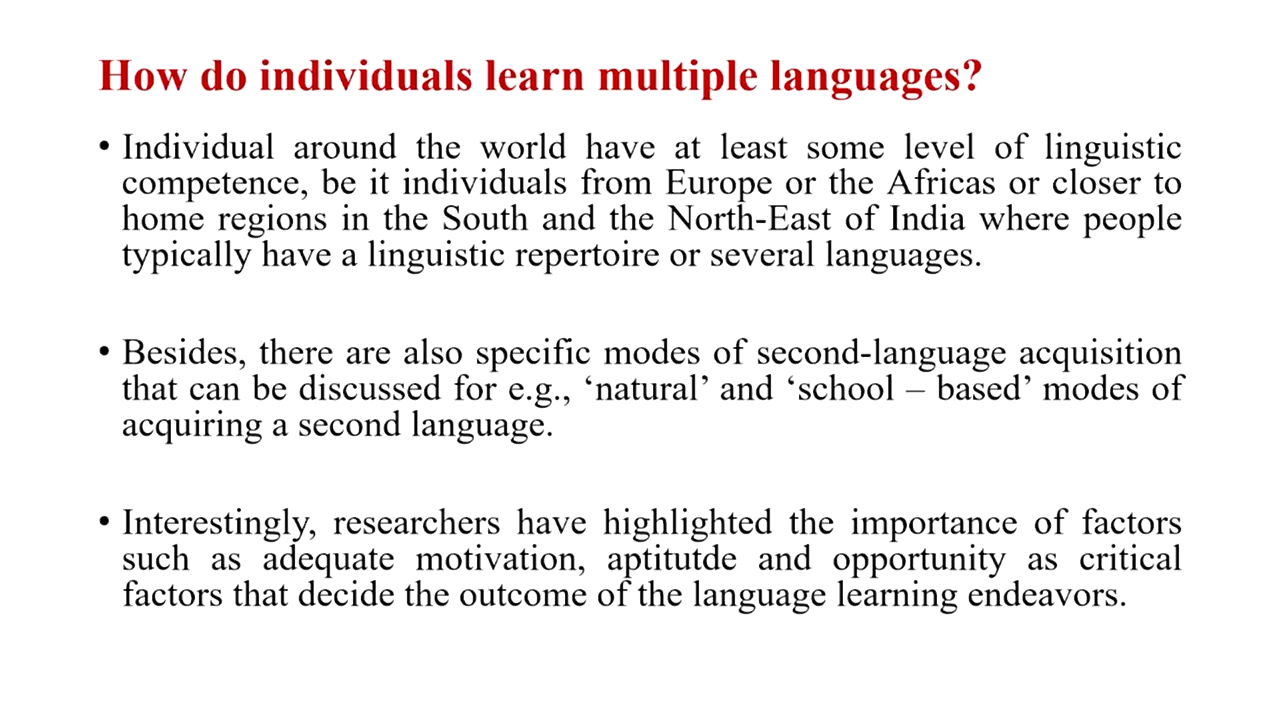 How do individuals learn multiple languages?
• Individual around the world have at least some level of linguistic
competence, be it individuals from Europe or the Africas or closer to
home regions in the South and the North-East of India where people
typically have a linguistic repertoire or several languages.
• Besides, there are also specific modes of second-language acquisition
that can be discussed for e.g., ‘natural’ and ‘school – based’ modes of
acquiring a second language.
• Interestingly, researchers have highlighted the importance of factors
such as adequate motivation, aptitutde and opportunity as critical
factors that decide the outcome of the language learning endeavors.